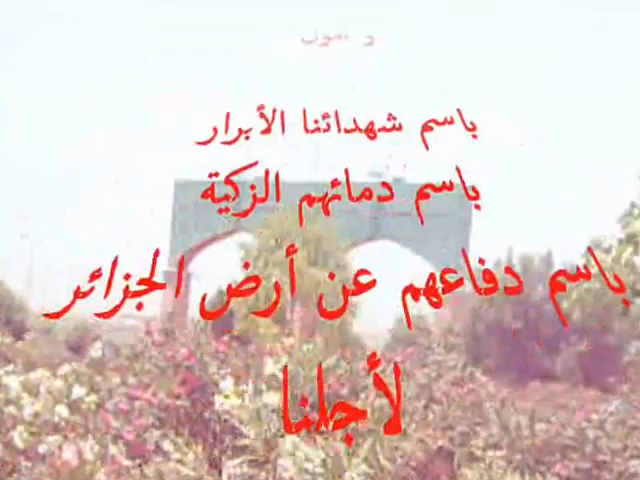 باسم شهدائنا الأبرار
باسم دمائهم الزكية
باسم دفاعهم عن أرض الجزائر
لأجلنا